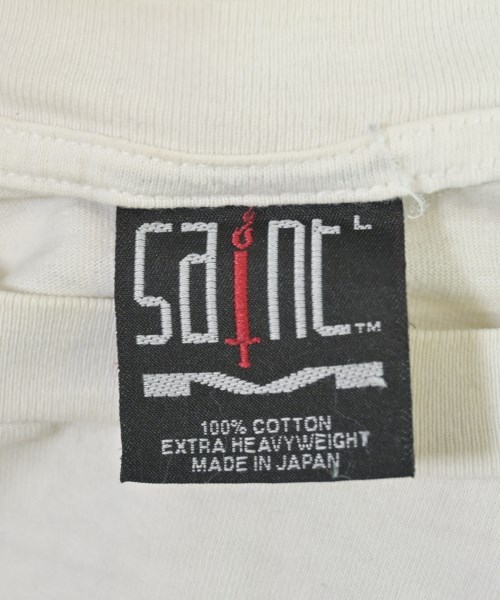 saint L
TM
100% COTTON
EXTRA HEAVYWEIGHT
MADE IN JAPAN